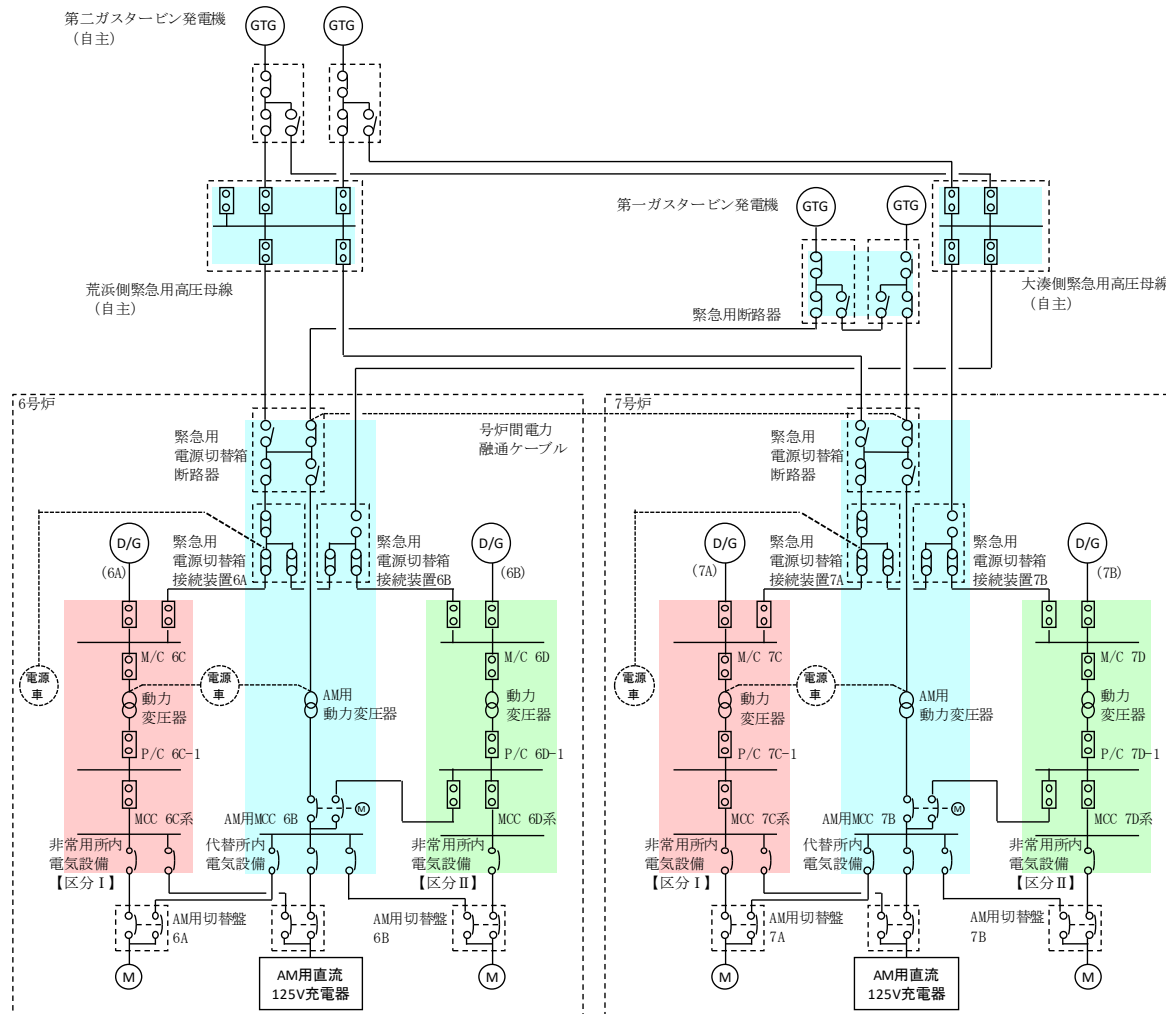 第二ガスタービン発電機
（自主）
GTG
GTG
第一ガスタービン発電機
GTG
GTG
荒浜側緊急用高圧母線
（自主）
緊急用断路器
大湊側緊急用高圧母線
（自主）
6号炉
緊急用
電源切替箱
断路器
号炉間電力
融通ケーブル
D/G
(6A)
緊急用
電源切替箱
接続装置6A
緊急用
電源切替箱
接続装置6B
D/G
(6B)
M/C 6C
M/C 6D
電源
車
動力
変圧器
電源
車
AM用
動力変圧器
動力
変圧器
P/C 6C-1
P/C 6D-1
M
MCC 6C系
AM用MCC 6B
MCC 6D系
非常用所内
電気設備
【区分Ⅰ】
代替所内
電気設備
非常用所内
電気設備
【区分Ⅱ】
AM用切替盤
6A
AM用切替盤
6B
M
AM用直流
125V充電器
M
7号炉
緊急用
電源切替箱
断路器
D/G
(7A)
緊急用
電源切替箱
接続装置7A
緊急用
電源切替箱
接続装置7B
D/G
(7B)
M/C 7C
M/C 7D
電源
車
動力
変圧器
電源
車
AM用
動力変圧器
動力
変圧器
P/C 7C-1
P/C 7D-1
M
MCC 7C系
AM用MCC 7B
MCC 7D系
非常用所内
電気設備
【区分Ⅰ】
代替所内
電気設備
非常用所内
電気設備
【区分Ⅱ】
AM用切替盤
7A
AM用切替盤
7B
M
AM用直流
125V充電器
M